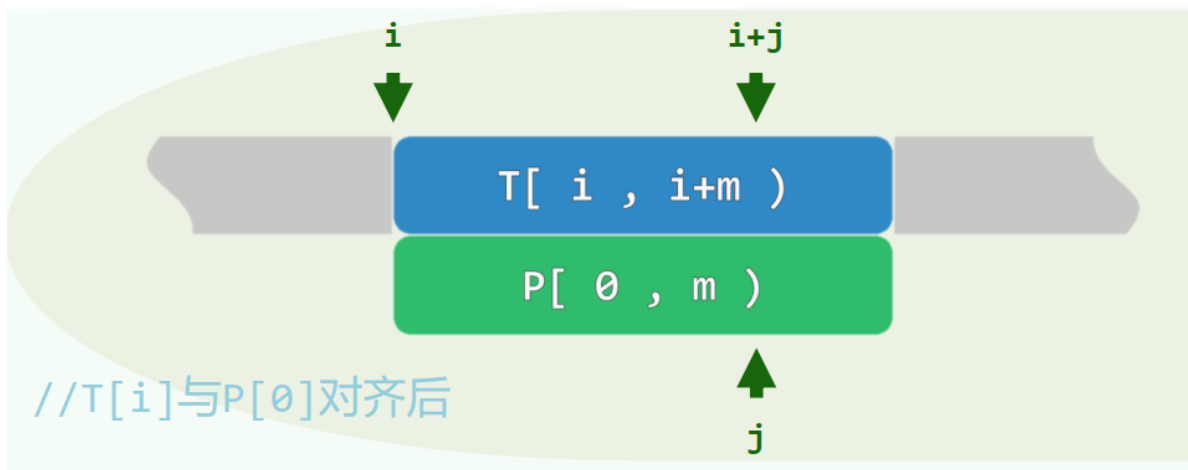 i i+j
T[ i , i+m )
P[ 0 , m )
//T[i]与P[0]对齐后
j